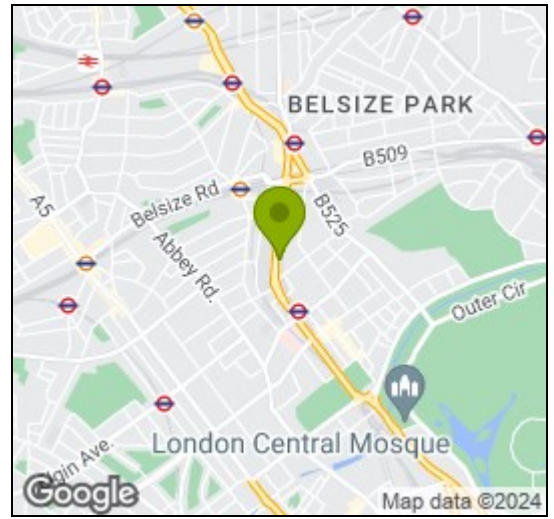 BELSIZE PARK
B509
Belsize Rd
B525
A5
Abbey Rd.
Outer Cir
London Central Mosque
lgin Ave.
Google
Map data ©2024